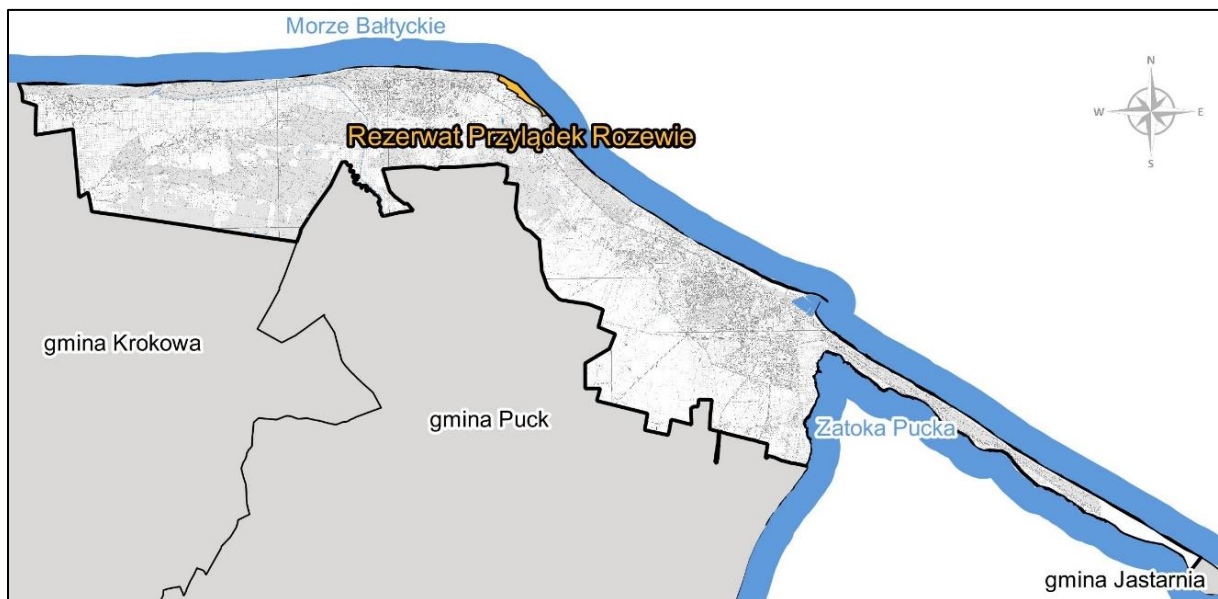 Morze Bałtyckie
N
W E
S
Rezerwat Przylądek Rozewie
gmina Krokowa
gmina Puck
Zatoka Pucka
gmina Jastarnia